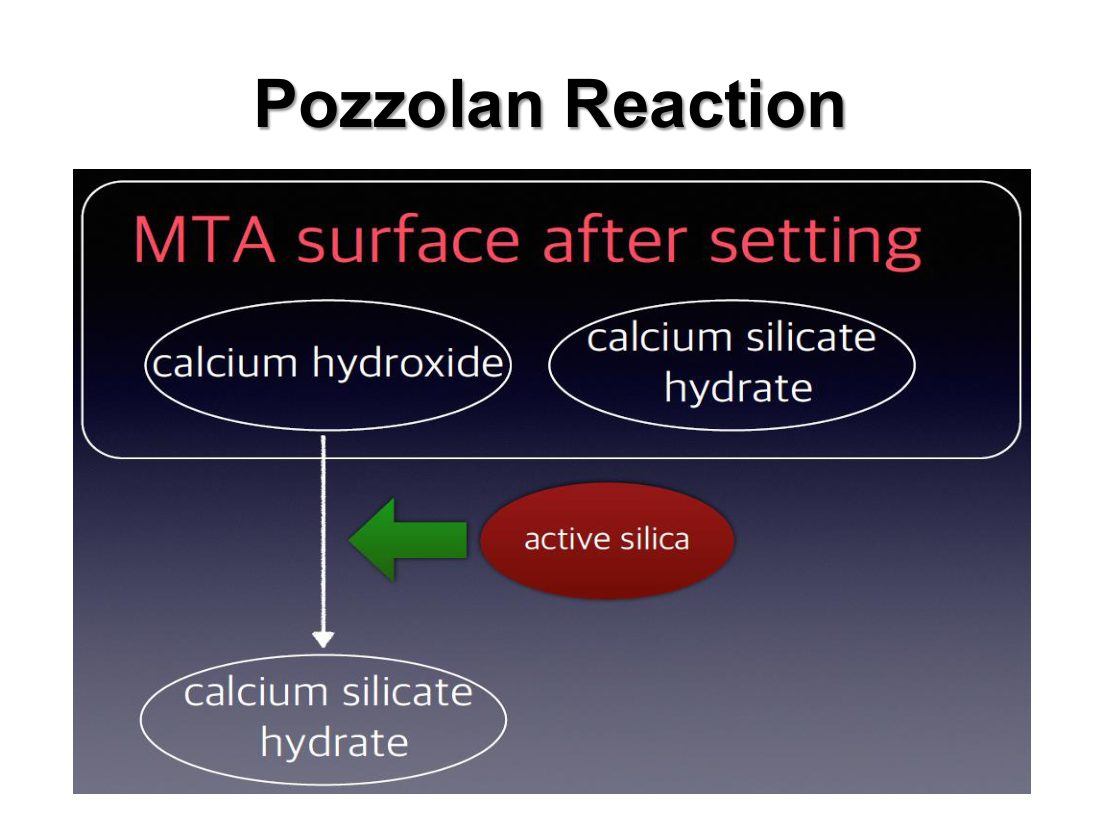 Pozzolan Reaction
MTA surface after setting
calcium hydroxide
calcium silicate
hydrate
active silica
calcium silicate
hydrate